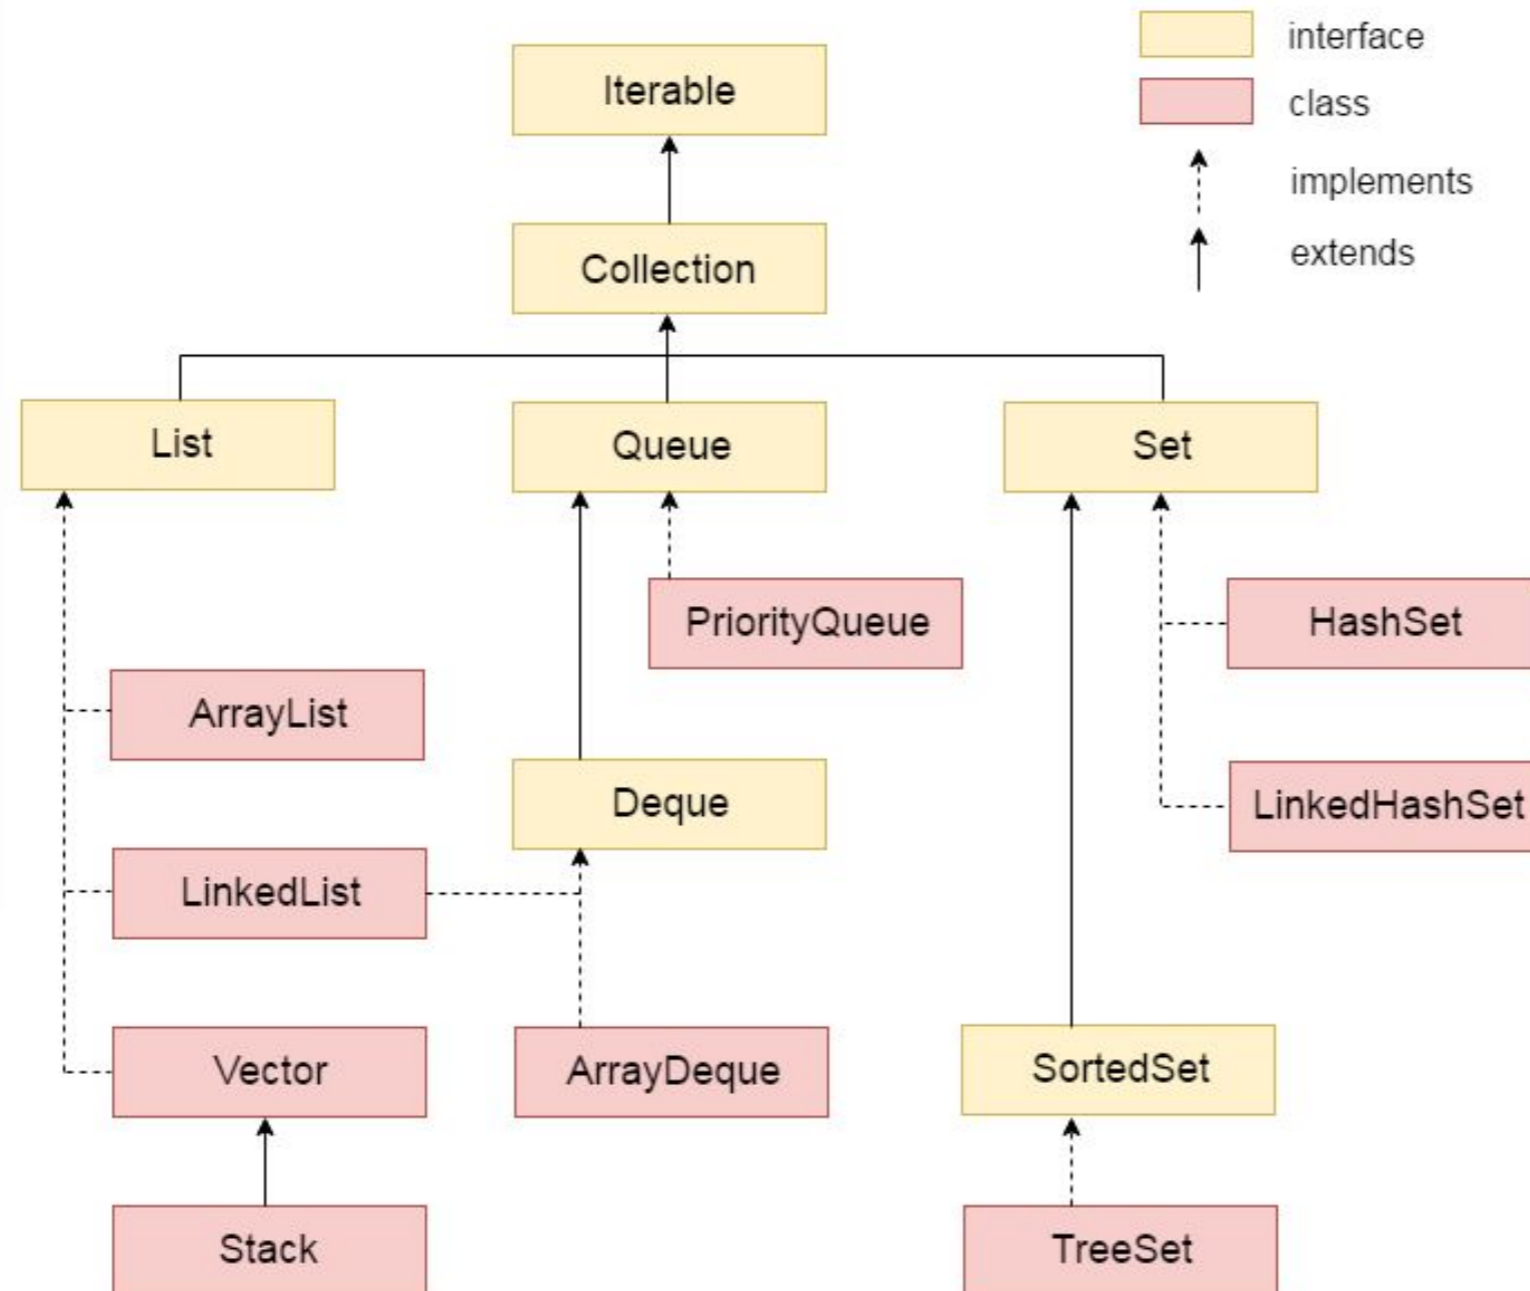 interface
Iterable
class
implements
extends
Collection
List
Queue
Set
PriorityQueue
HashSet
ArrayList
Deque
LinkedHashSet
LinkedList
Vector
ArrayDeque
SortedSet
Stack
TreeSet